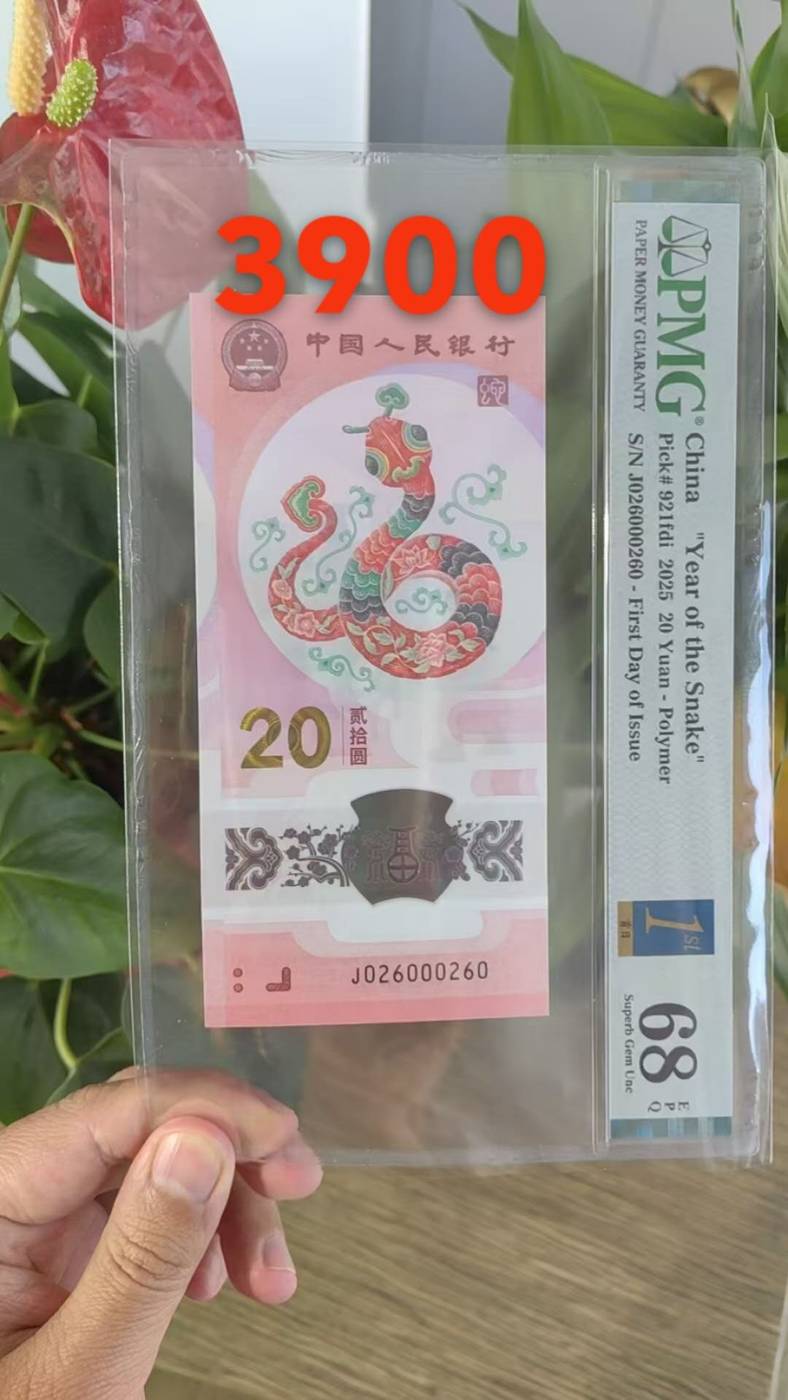 3900
中国人民银行
20
贰拾圆
J026000260
PMG®
PAPER MONEY GUARANTY
China "Year of the Snake"
Pick# 921fdi 2025 20 Yuan - Polymer
S/N J026000260 - First Day of Issue
1st
首日
68
EPQ
Superb Gem Unc